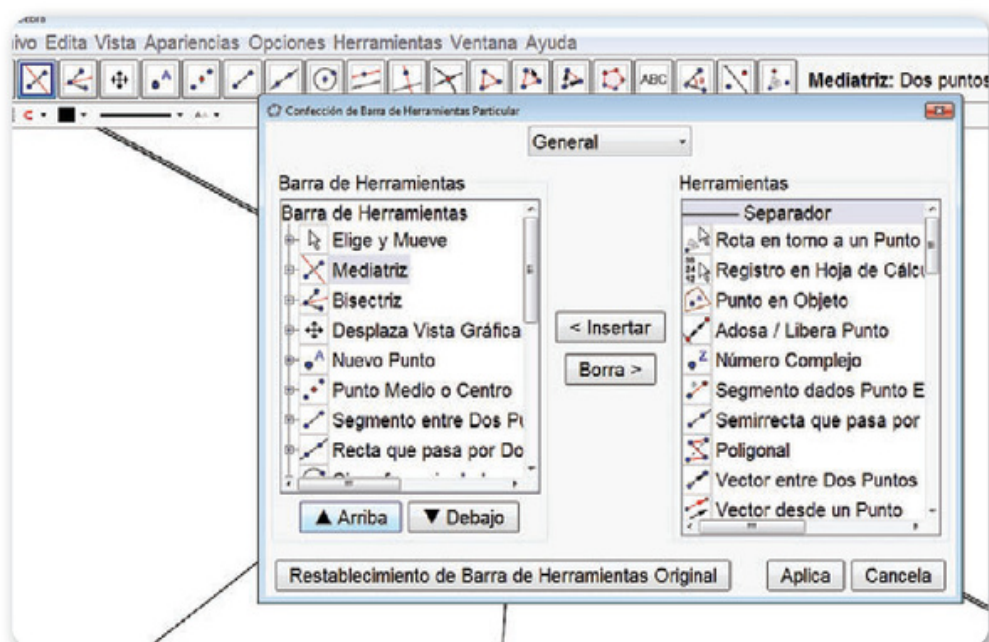 ivo Edita Vista Apariencias Opciones Herramientas Ventana Ayuda
ABC
Mediatriz: Dos puntos
Confección de Barra de Herramientas Particular
General
Barra de Herramientas
Barra de Herramientas
Elige y Mueve
Mediatriz
Bisectriz
Desplaza Vista Gráfica
Nuevo Punto
Punto Medio o Centro
Segmento entre Dos Pu
Recta que pasa por Do
▲ Arriba
▼ Debajo
< Insertar
Borra >
Herramientas
Separador
Rota en torno a un Punto
Registro en Hoja de Cálcu
Punto en Objeto
Adosa / Libera Punto
Número Complejo
Segmento dados Punto E
Semirrecta que pasa por
Poligonal
Vector entre Dos Puntos
Vector desde un Punto
Restablecimiento de Barra de Herramientas Original
Aplica
Cancela